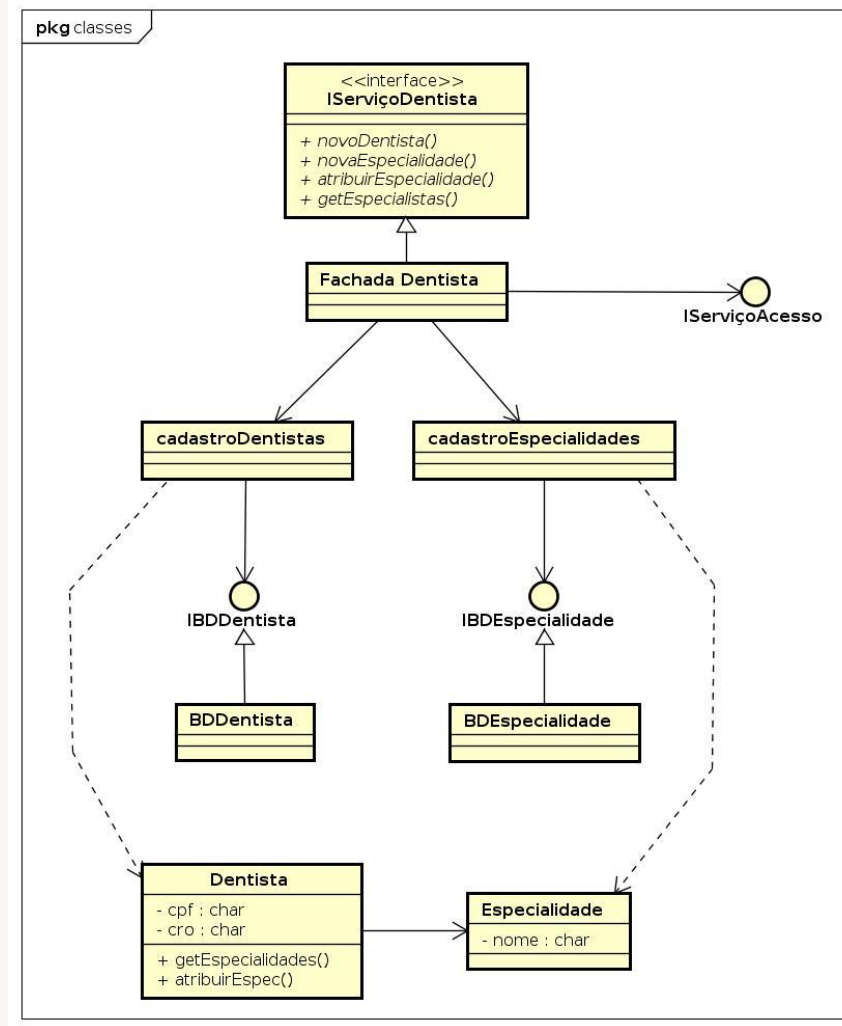 pkg classes
<<interface>>
IServiçoDentista
+ novoDentista()
+ novaEspecialidade()
+ atribuirEspecialidade()
+ getEspecialistas()
Fachada Dentista
IServiçoAcesso
cadastroDentistas
cadastroEspecialidades
IBDDentista
IBDEspecialidade
BDDentista
BDEspecialidade
Dentista
- cpf : char
- cro : char
+ getEspecialidades()
+ atribuirEspec()
Especialidade
- nome : char